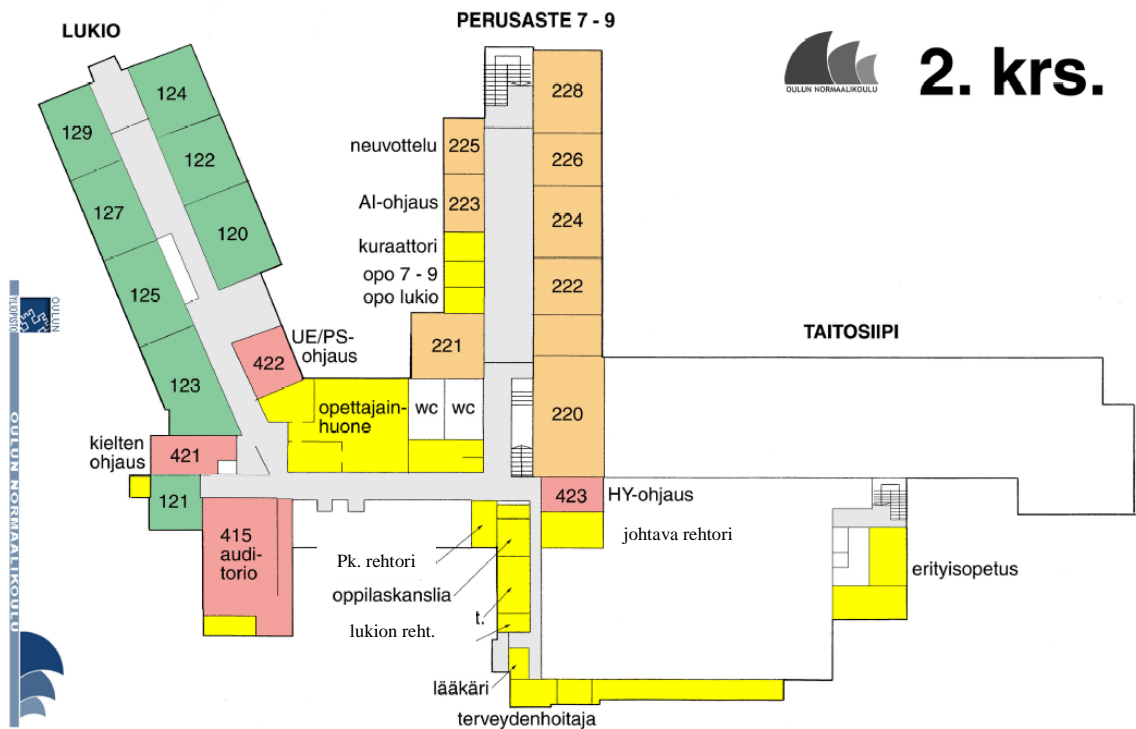 LUKIO
PERUSASTE 7 - 9
OULUN NORMAALIKOULU
2. krs.
124
129
122
127
120
125
123
neuvottelu
225
AI-ohjaus
223
kuraattori
opo 7 - 9
opo lukio
221
228
226
224
222
220
TAITOSIIPI
UE/PS-
ohjaus
422
opettajain-
huone
wc
wc
kielten
ohjaus
421
121
415
audi-
torio
423
HY-ohjaus
johtava rehtori
Pk. rehtori
oppilaskanslia
t.
lukion reht.
lääkäri
terveydenhoitaja
erityisopetus
OULUN
YLIOPISTO
OULUN NORMAALIKOULU